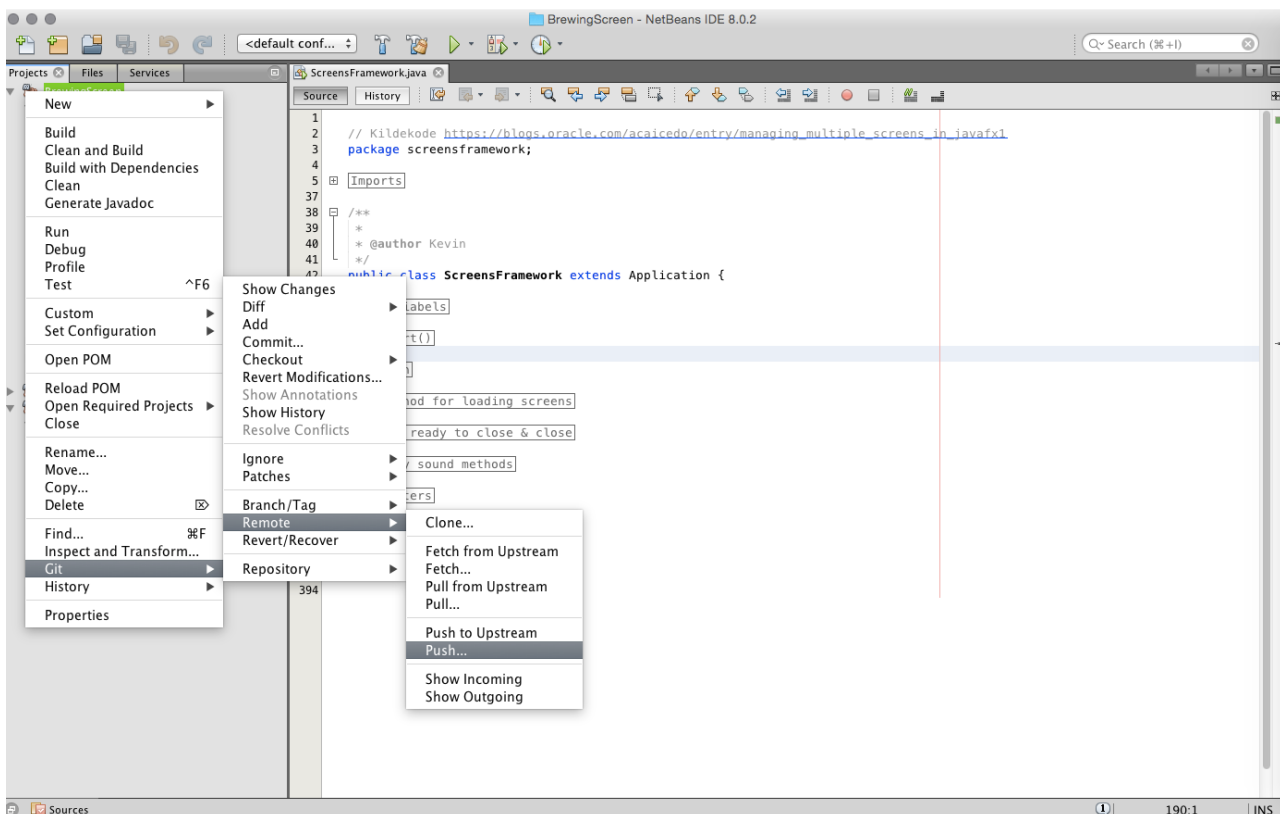 BrewingScreen - NetBeans IDE 8.0.2
<default conf...
Search (⌘+I)
Projects Files Services
ScreensFramework.java
BrewingScreen
Source History
New
Build
Clean and Build
Build with Dependencies
Clean
Generate Javadoc
Run
Debug
Profile
Test ^F6
Custom
Set Configuration
Open POM
Reload POM
Open Required Projects
Close
Rename...
Move...
Copy...
Delete ⌦
Find... ⌘F
Inspect and Transform...
Git
History
Properties
Show Changes
Diff
Add
Commit...
Checkout
Revert Modifications...
Show Annotations
Show History
Resolve Conflicts
Ignore
Patches
Branch/Tag
Remote
Revert/Recover
Repository
Clone...
Fetch from Upstream
Fetch...
Pull from Upstream
Pull...
Push to Upstream
Push...
Show Incoming
Show Outgoing
1
2 // Kildekode https://blogs.oracle.com/acaicedo/entry/managing_multiple_screens_in_javafx1
3 package screensframework;
4
5 Imports
37
38 /**
39 *
40 * @author Kevin
41 */
42 public class ScreensFramework extends Application {
labels
rt()
hod for loading screens
ready to close & close
sound methods
ters
394
Sources
1 190:1 INS